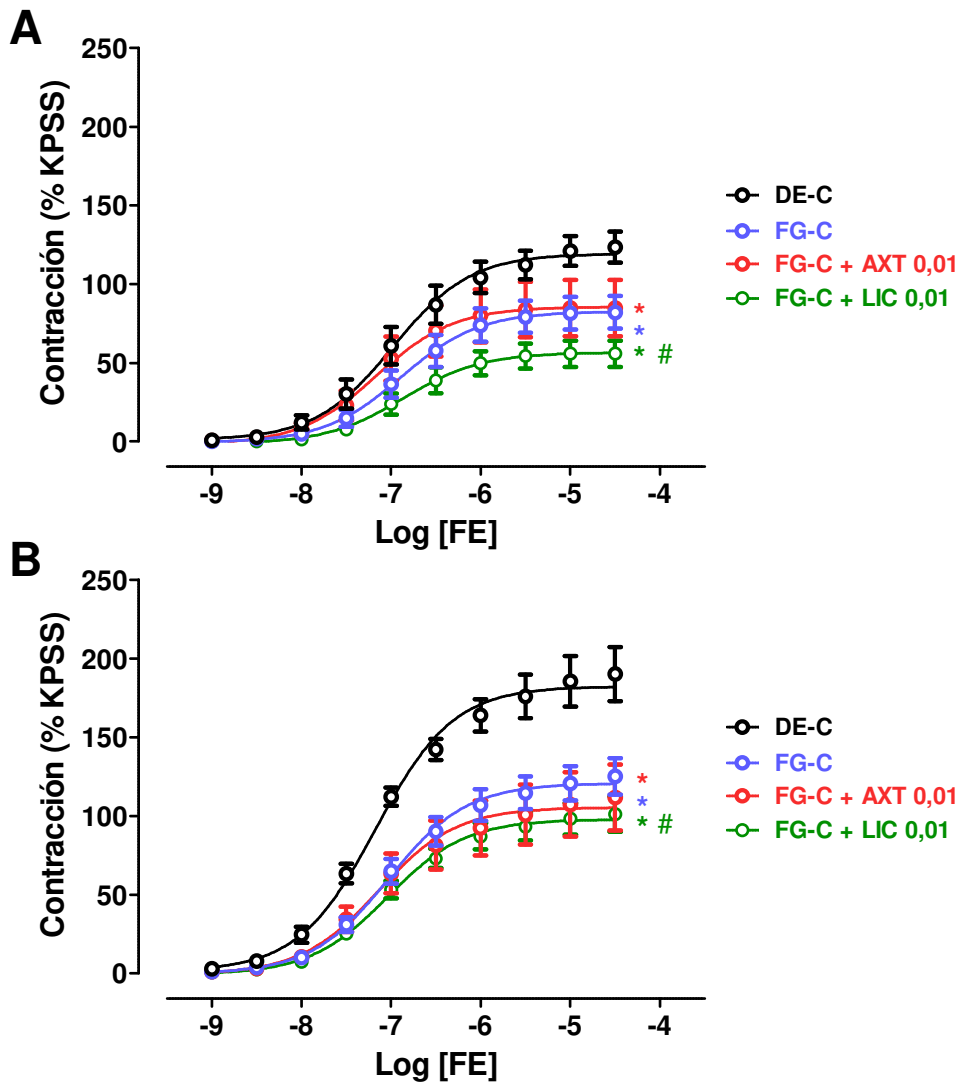 A
250
200
150
100
50
0
Contracción (% KPSS)
-9 -8 -7 -6 -5 -4
Log [FE]
DE-C
FG-C
FG-C + AXT 0,01
FG-C + LIC 0,01
*
*
* #
B
250
200
150
100
50
0
Contracción (% KPSS)
-9 -8 -7 -6 -5 -4
Log [FE]
DE-C
FG-C
FG-C + AXT 0,01
FG-C + LIC 0,01
*
*
* #